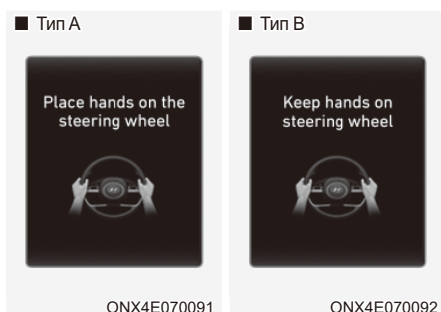 ■ Тип A
Place hands on the
steering wheel
ONX4E070091
■ Тип B
Keep hands on
steering wheel
ONX4E070092